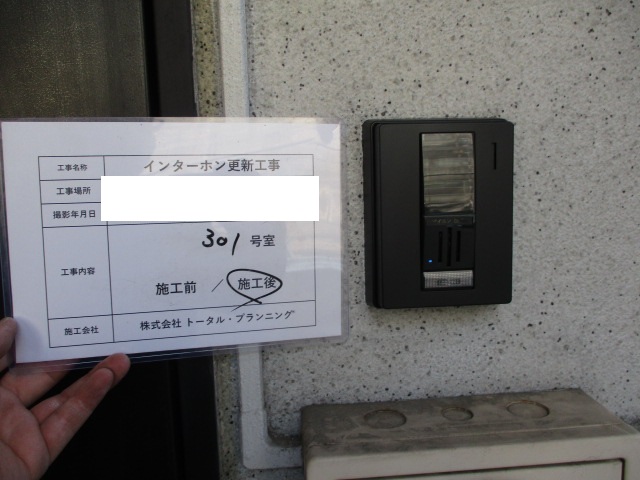 工事名称 インターホン更新工事
工事場所
撮影年月日
301 号室
工事内容
施工前 / 施工後
施工会社 株式会社 トータル・プランニング